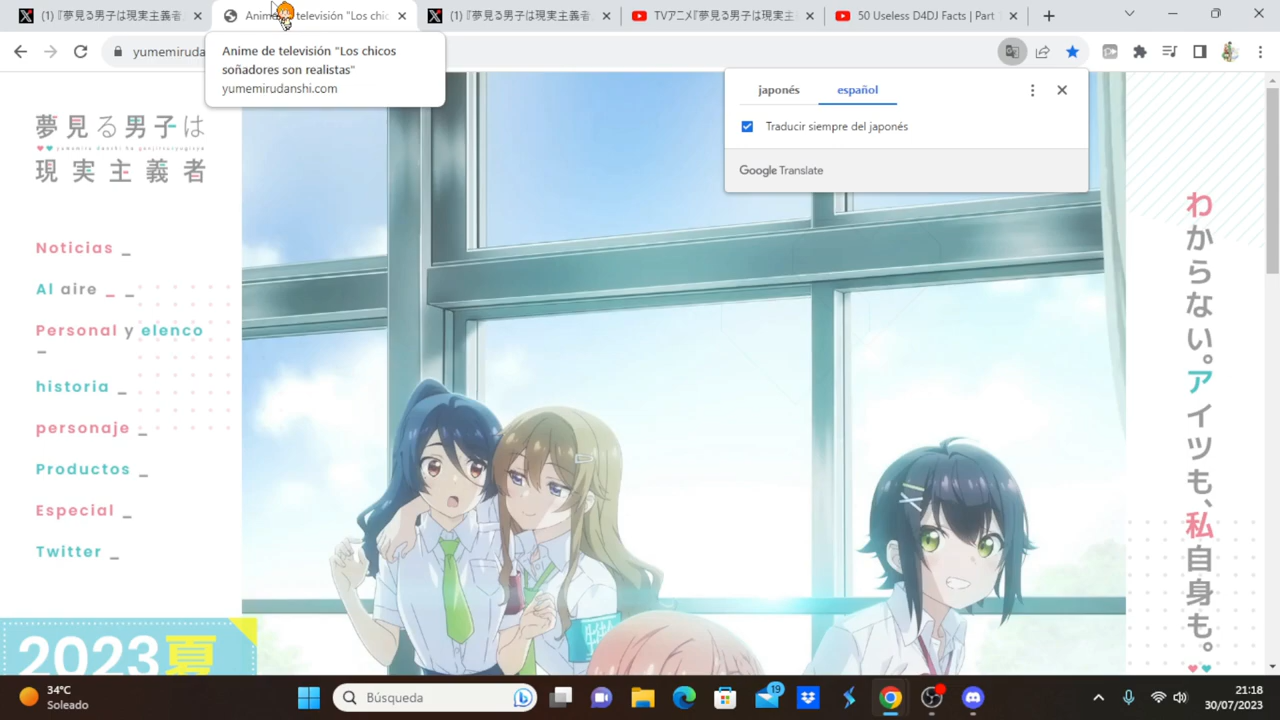 (1)『夢見る男子は現実主義者
Anime de televisión "Los chic
(1)『夢見る男子は現実主義者
TVアニメ『夢見る男子は現実主
50 Useless D4DJ Facts | Part
yumemiruda
Anime de televisión "Los chicos
soñadores son realistas"
yumemirudanshi.com
japonés
español
Traducir siempre del japonés
Google Translate
夢見る男子は
yumemiru danshi ha genjitsusyugisya
現実主義者
Noticias _
Al aire _ _
Personal y elenco
_
historia _
personaje _
Productos _
Especial _
Twitter _
わからない。アイツも、私自身も。
2023夏
34°C
Soleado
Búsqueda
19
21:18
30/07/2023